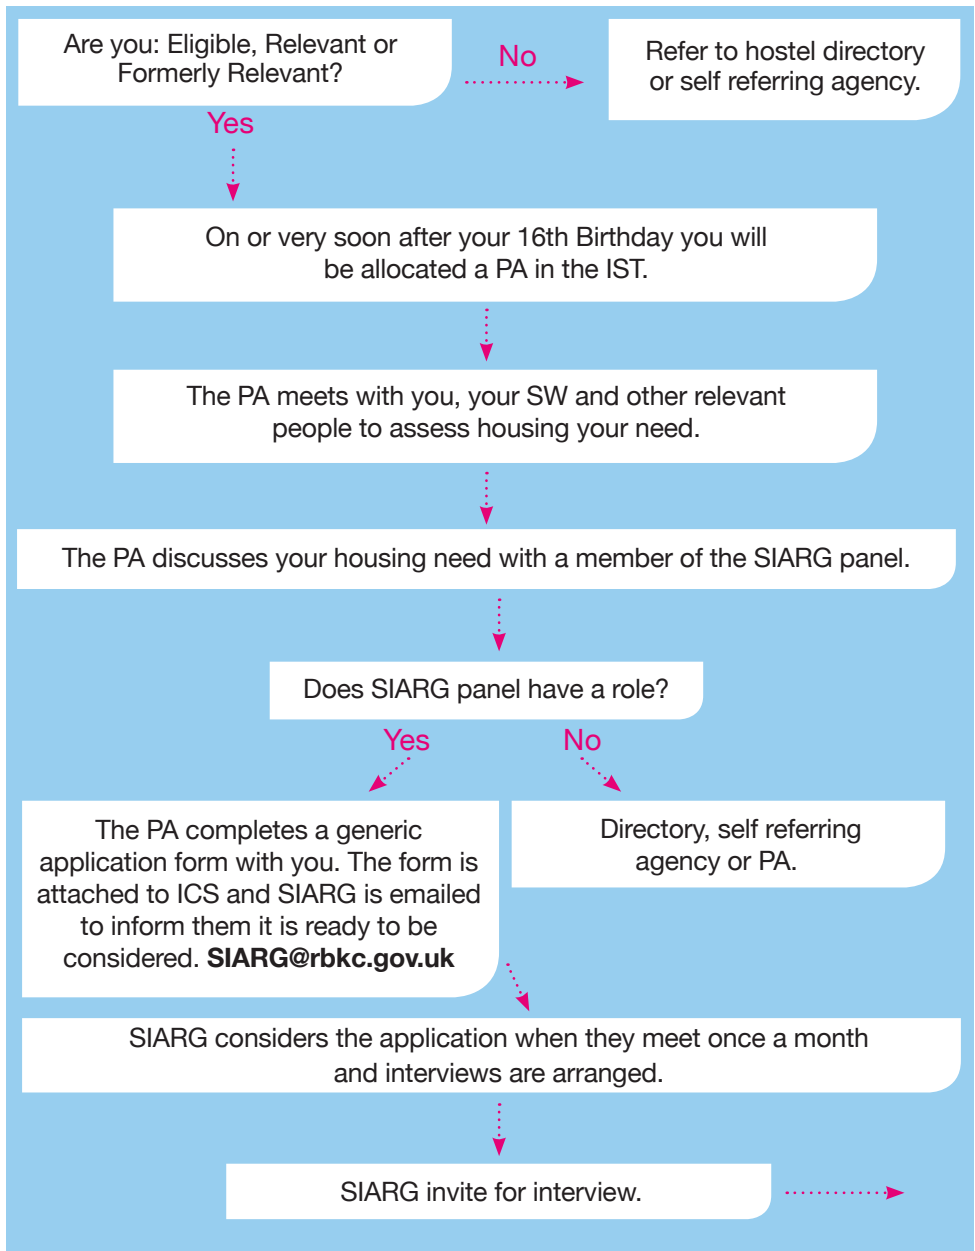 Are you: Eligible, Relevant or
Formerly Relevant?
No
Refer to hostel directory
or self referring agency.
Yes
On or very soon after your 16th Birthday you will
be allocated a PA in the IST.
The PA meets with you, your SW and other relevant
people to assess housing your need.
The PA discusses your housing need with a member of the SIARG panel.
Does SIARG panel have a role?
Yes
No
The PA completes a generic
application form with you. The form is
attached to ICS and SIARG is emailed
to inform them it is ready to be
considered. SIARG@rbkc.gov.uk
Directory, self referring
agency or PA.
SIARG considers the application when they meet once a month
and interviews are arranged.
SIARG invite for interview.